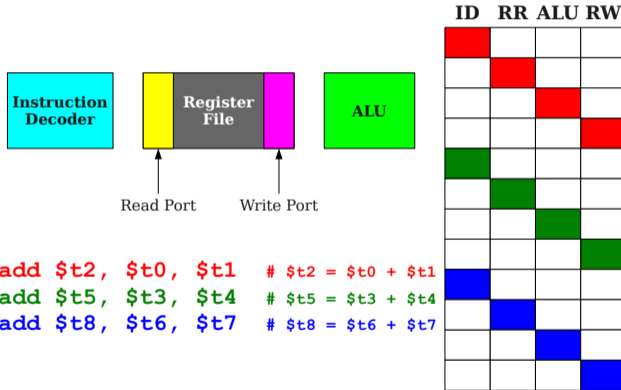 ID RR ALU RW
Instruction
Decoder
Register
File
ALU
Read Port
Write Port
add $t2, $t0, $t1 # $t2 = $t0 + $t1
add $t5, $t3, $t4 # $t5 = $t3 + $t4
add $t8, $t6, $t7 # $t8 = $t6 + $t7